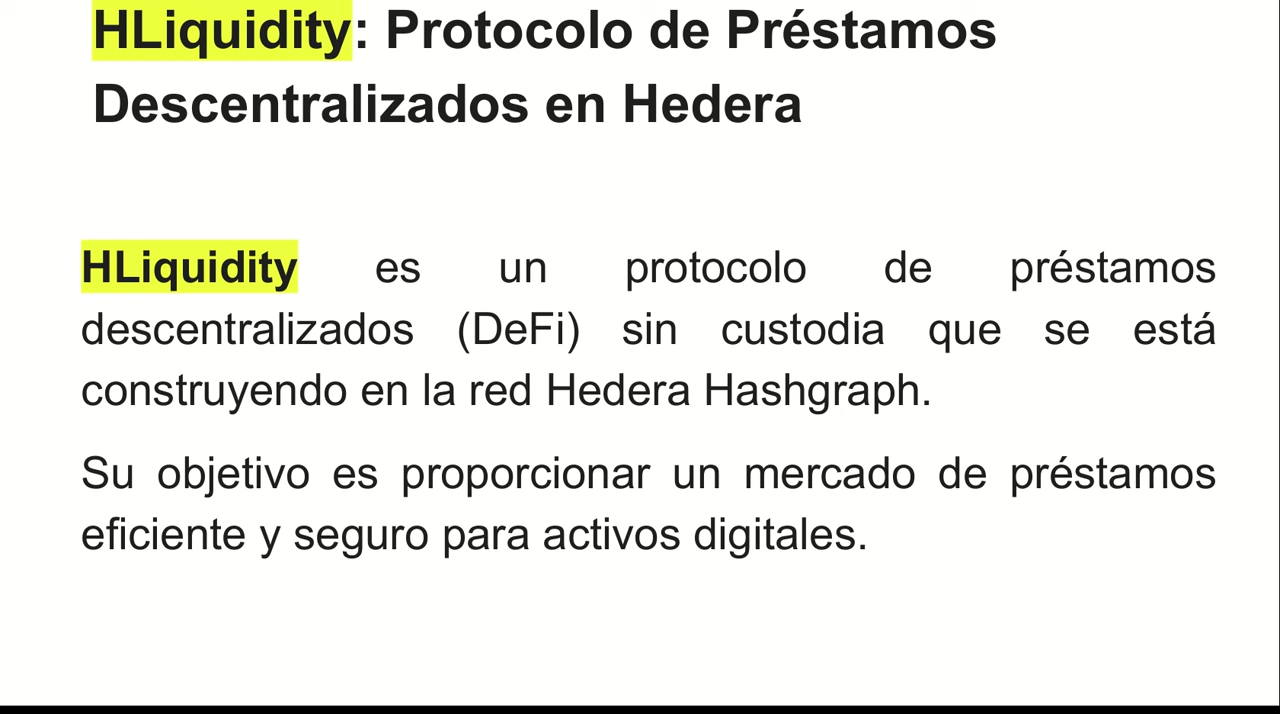 HLiquidity: Protocolo de Préstamos
Descentralizados en Hedera
HLiquidity es un protocolo de préstamos
descentralizados (DeFi) sin custodia que se está
construyendo en la red Hedera Hashgraph.
Su objetivo es proporcionar un mercado de préstamos
eficiente y seguro para activos digitales.